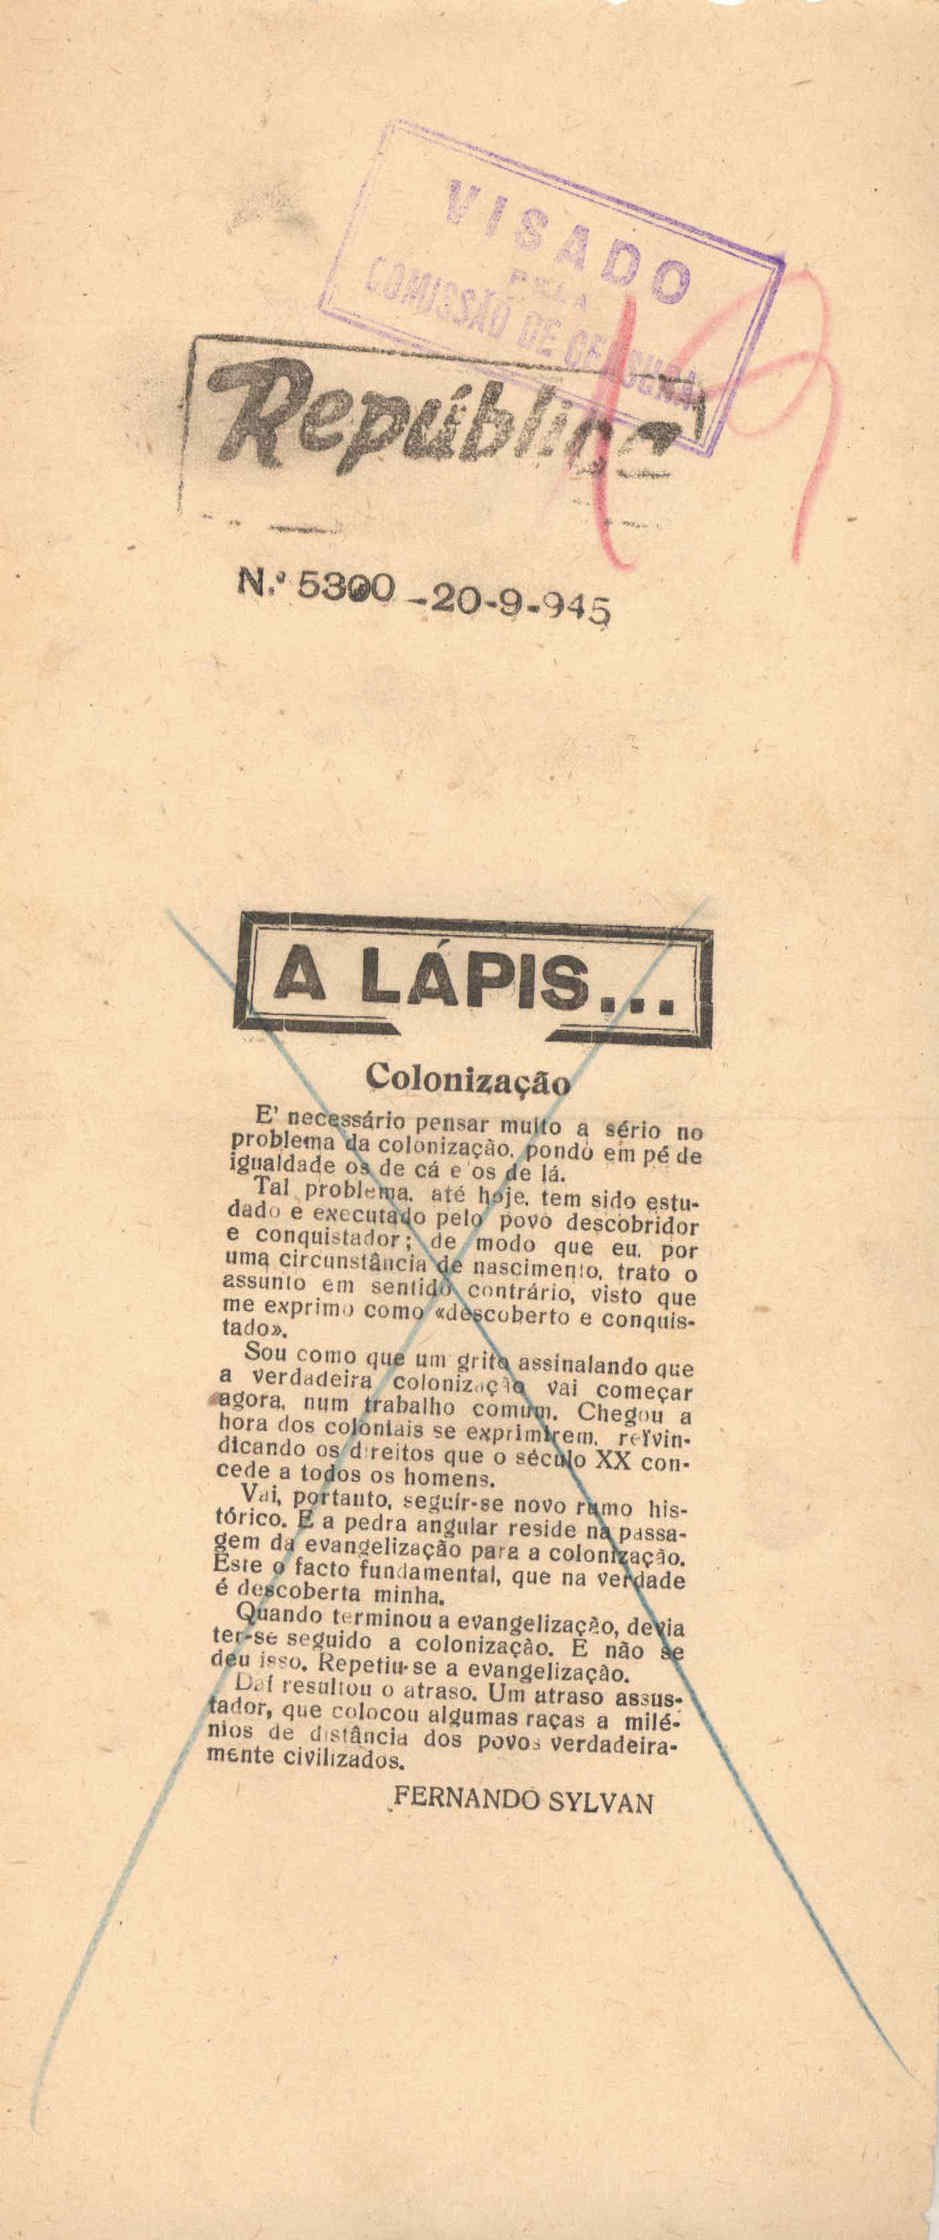 VISADO
PELA
COMISSÃO DE CENSURA
República
N.º 5300 -20-9-945
A LÁPIS...
Colonização
E' necessário pensar muito a sério no
problema da colonização, pondo em pé de
igualdade os de cá e os de lá.
Tal problema, até hoje, tem sido estu-
dado e executado pelo povo descobridor
e conquistador; de modo que eu, por
uma circunstância de nascimento, trato o
assunto em sentido contrário, visto que
me exprimo como «descoberto e conquis-
tado».
Sou como que um grito assinalando que
a verdadeira colonização vai começar
agora, num trabalho comum. Chegou a
hora dos coloniais se exprimirem, reïvin-
dicando os direitos que o século XX con-
cede a todos os homens.
Vai, portanto, seguir-se novo rumo his-
tórico. E a pedra angular reside na passa-
gem da evangelização para a colonização.
Este o facto fundamental, que na verdade
é descoberta minha.
Quando terminou a evangelização, devia
ter-se seguido a colonização. E não se
deu isso. Repetiu-se a evangelização.
Daí resultou o atraso. Um atraso assus-
tador, que colocou algumas raças a milé-
nios de distância dos povos verdadeira-
mente civilizados.
FERNANDO SYLVAN